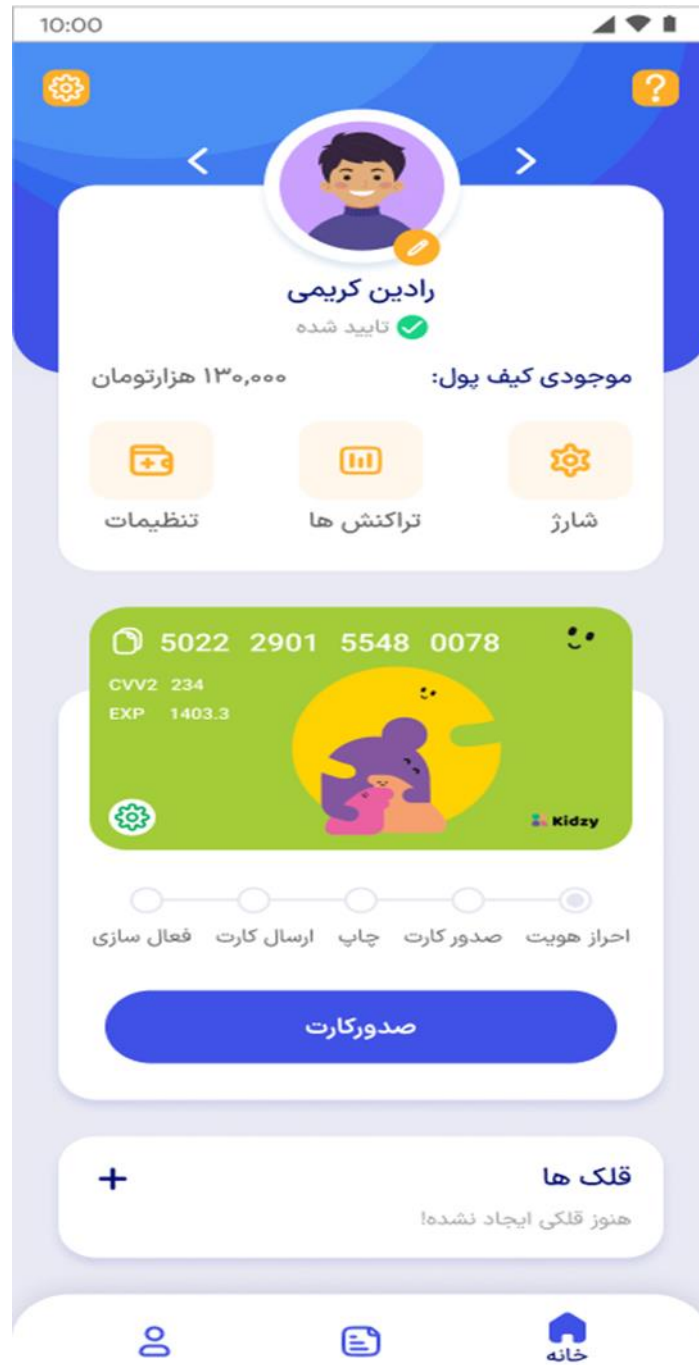 10:00
?
رادین کریمی
تایید شده
موجودی کیف پول: ۱۳۰,۰۰۰ هزارتومان
شارژ تراکنش ها تنظیمات
5022 2901 5548 0078
CVV2 234
EXP 1403.3
Kidzy
احراز هویت صدور کارت چاپ ارسال کارت فعال سازی
صدورکارت
قلک ها
هنوز قلکی ایجاد نشده!
خانه